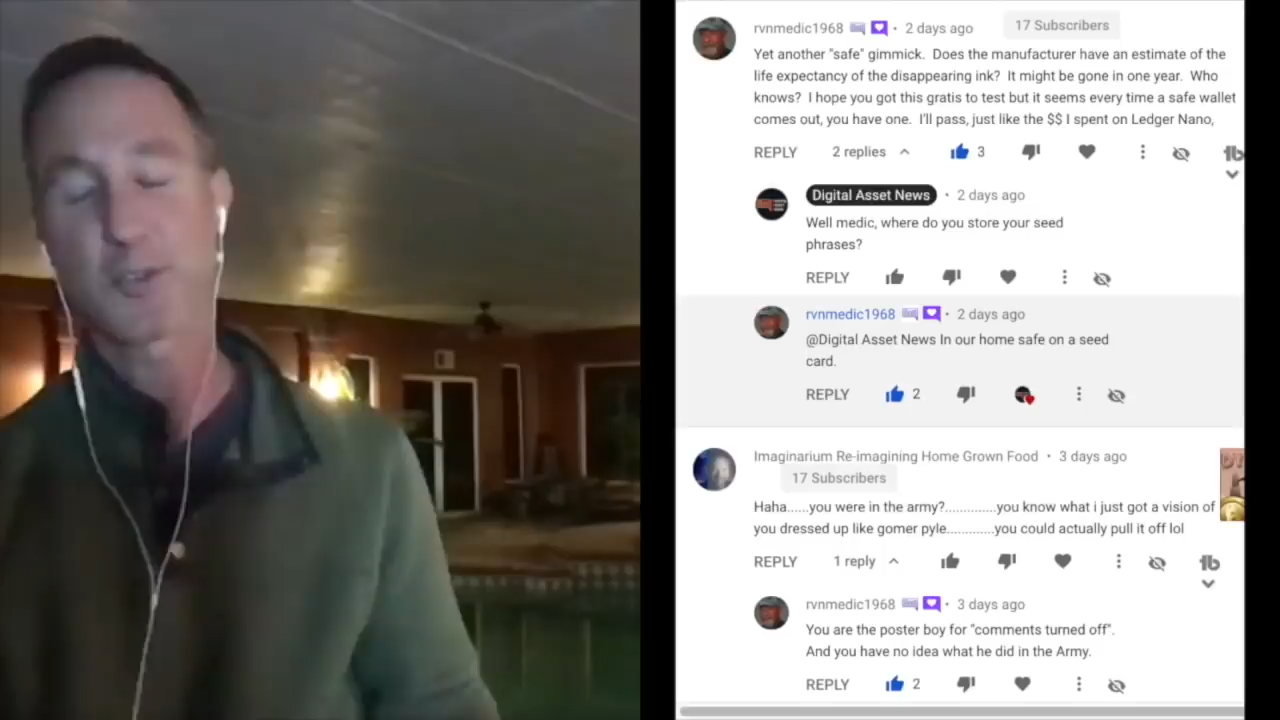 rvnmedic1968 • 2 days ago 17 Subscribers
Yet another "safe" gimmick. Does the manufacturer have an estimate of the
life expectancy of the disappearing ink? It might be gone in one year. Who
knows? I hope you got this gratis to test but it seems every time a safe wallet
comes out, you have one. I'll pass, just like the $$ I spent on Ledger Nano,
REPLY 2 replies 3
Digital Asset News • 2 days ago
Well medic, where do you store your seed
phrases?
REPLY
rvnmedic1968 • 2 days ago
@Digital Asset News In our home safe on a seed
card.
REPLY 2
Imaginarium Re-imagining Home Grown Food • 3 days ago
17 Subscribers
Haha......you were in the army?..............you know what i just got a vision of
you dressed up like gomer pyle............you could actually pull it off lol
REPLY 1 reply
rvnmedic1968 • 3 days ago
You are the poster boy for "comments turned off".
And you have no idea what he did in the Army.
REPLY 2